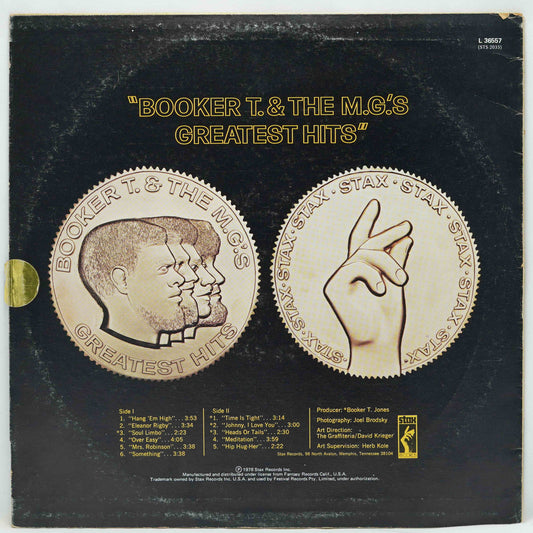 L 36557
(STS 2033)
"BOOKER T. & THE M.G.'S
GREATEST HITS"
BOOKER T. & THE M.G.'S
GREATEST HITS
STAX · STAX · STAX · STAX · STAX · STAX · STAX · STAX
Side I
1. "Hang 'Em High". . .3:53
2. "Eleanor Rigby". . .3:34
*3. "Soul Limbo". . .2:23
4. "Over Easy". . .4:05
5. "Mrs. Robinson". . .3:38
6. "Something". . .3:38
Side II
*1. "Time Is Tight". . .3:14
*2. "Johnny, I Love You". . .3:00
*3. "Heads Or Tails". . .2:30
4. "Meditation". . .3:59
*5. "Hip Hug-Her". . .2:22
Producer: *Booker T. Jones
Photography: Joel Brodsky
Art Direction:
The Graffiteria/David Krieger
Art Supervision: Herb Kole
Stax Records, 98 North Avalon, Memphis, Tennessee 38104
stax
Ⓟ 1978 Stax Records Inc.
Manufactured and distributed under license from Fantasy Records Calif., U.S.A.
Trademark owned by Stax Records Inc. U.S.A. and used by Festival Records Pty. Limited, under authorization.